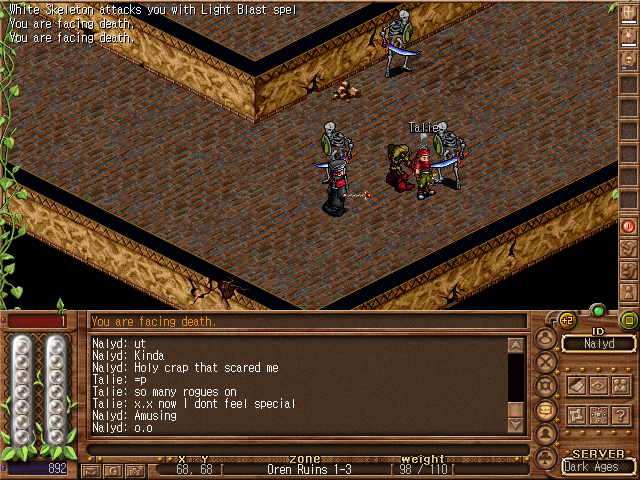 White Skeleton attacks you with Light Blast spel
You are facing death.
You are facing death.
Talie
1
You are facing death.
+2
ID
Nalyd
Nalyd: ut
Nalyd: Kinda
Nalyd: Holy crap that scared me
Talie: =p
Talie: so many rogues on
Talie: x.x now I dont feel special
Nalyd: Amusing
Nalyd: o.o
892
x Y zone weight
68, 68 Oren Ruins 1-3 98 / 110
SERVER
Dark Ages